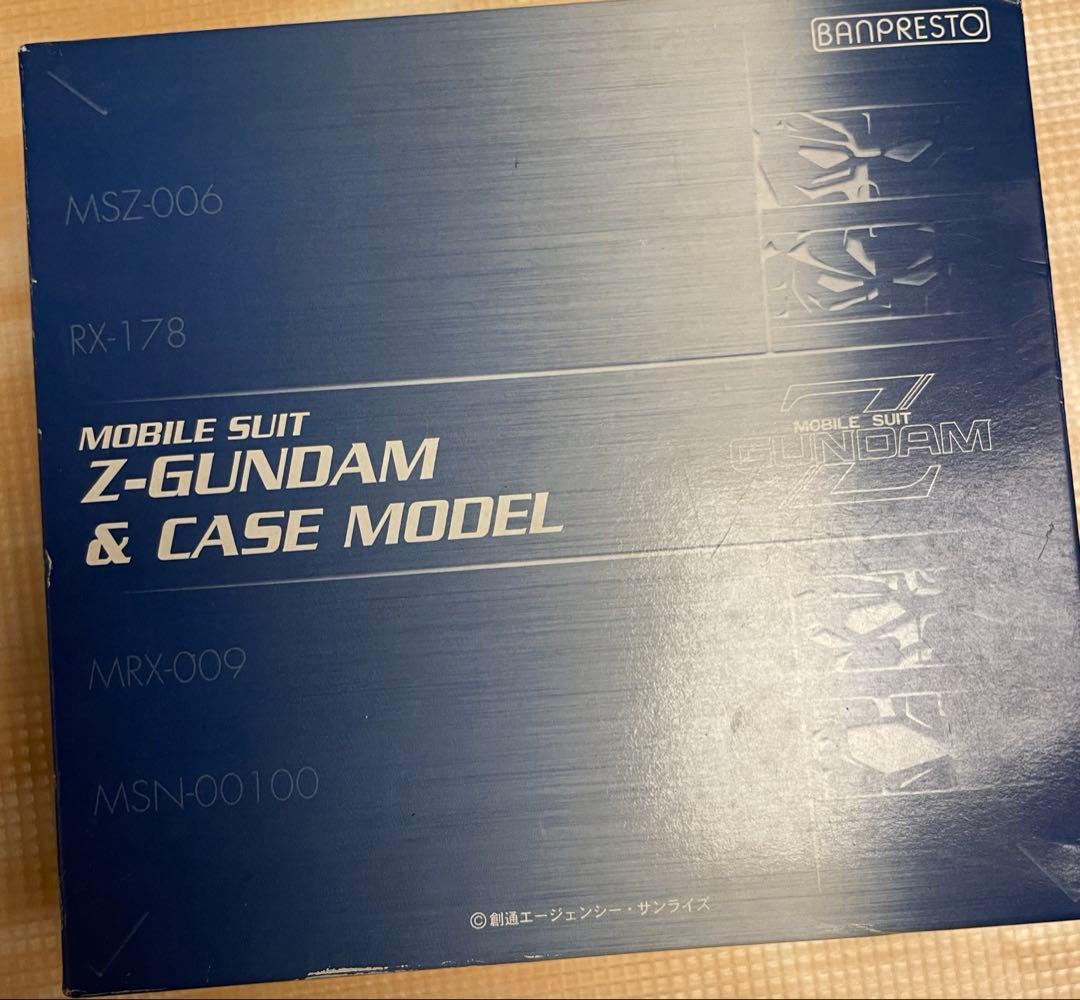 BANPRESTO
MSZ-006
RX-178
MOBILE SUIT
Z-GUNDAM
& CASE MODEL
Z
MOBILE SUIT
GUNDAM
MRX-009
MSN-00100
©創通エージェンシー・サンライズ